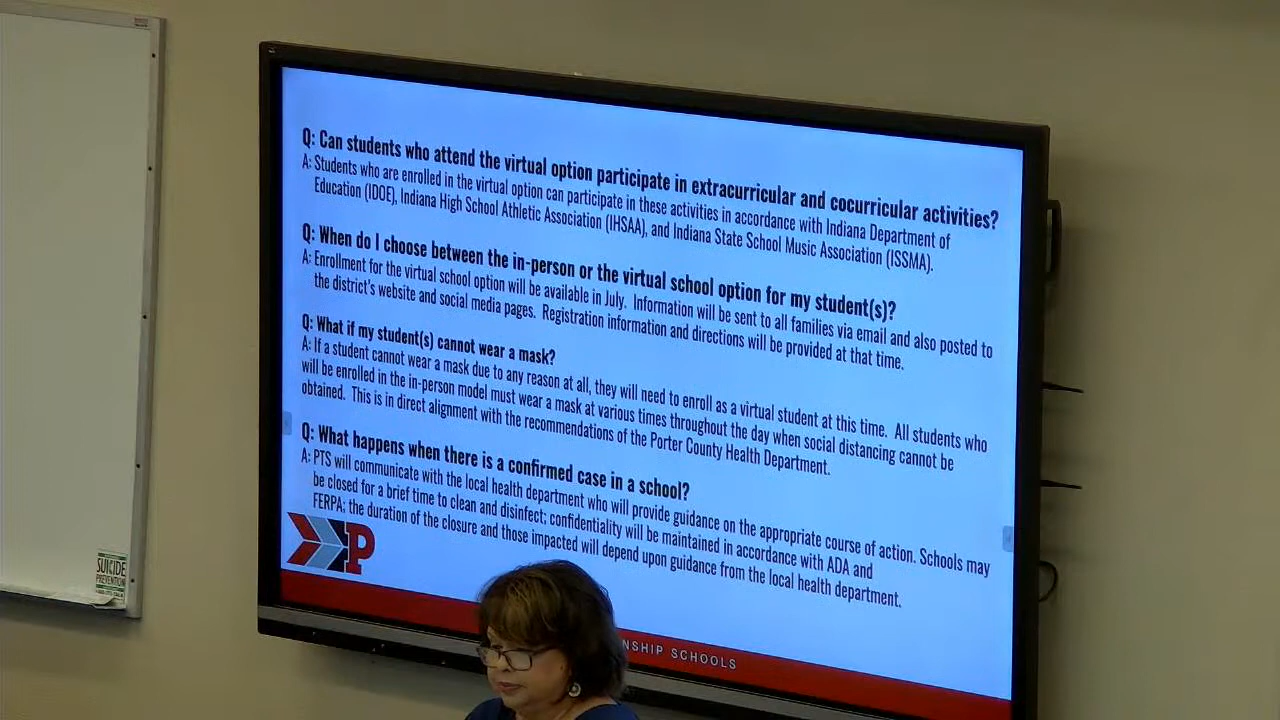 Q: Can students who attend the virtual option participate in extracurricular and cocurricular activities?
A: Students who are enrolled in the virtual option can participate in these activities in accordance with Indiana Department of
Education (IDOE), Indiana High School Athletic Association (IHSAA), and Indiana State School Music Association (ISSMA).
Q: When do I choose between the in-person or the virtual school option for my student(s)?
A: Enrollment for the virtual school option will be available in July. Information will be sent to all families via email and also posted to
the district's website and social media pages. Registration information and directions will be provided at that time.
Q: What if my student(s) cannot wear a mask?
A: If a student cannot wear a mask due to any reason at all, they will need to enroll as a virtual student at this time. All students who
will be enrolled in the in-person model must wear a mask at various times throughout the day when social distancing cannot be
obtained. This is in direct alignment with the recommendations of the Porter County Health Department.
Q: What happens when there is a confirmed case in a school?
A: PTS will communicate with the local health department who will provide guidance on the appropriate course of action. Schools may
be closed for a brief time to clean and disinfect; confidentiality will be maintained in accordance with ADA and
FERPA; the duration of the closure and those impacted will depend upon guidance from the local health department.
P
NSHIP SCHOOLS
SUICIDE
PREVENTION